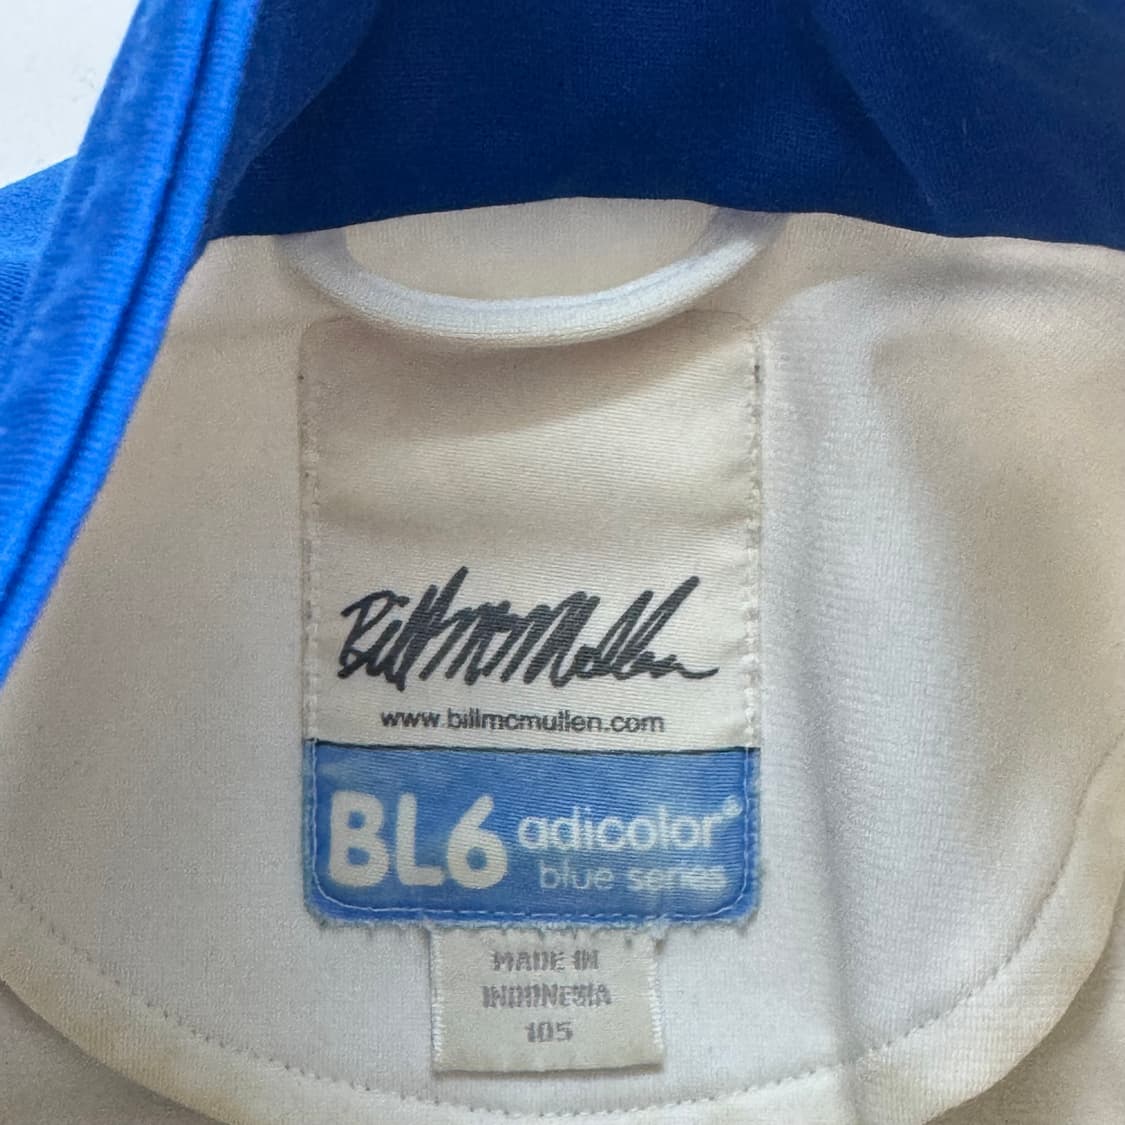 Bill McMullen
www.billmcmullen.com
BL6 adicolor®
blue series
MADE IN
INDONESIA
105